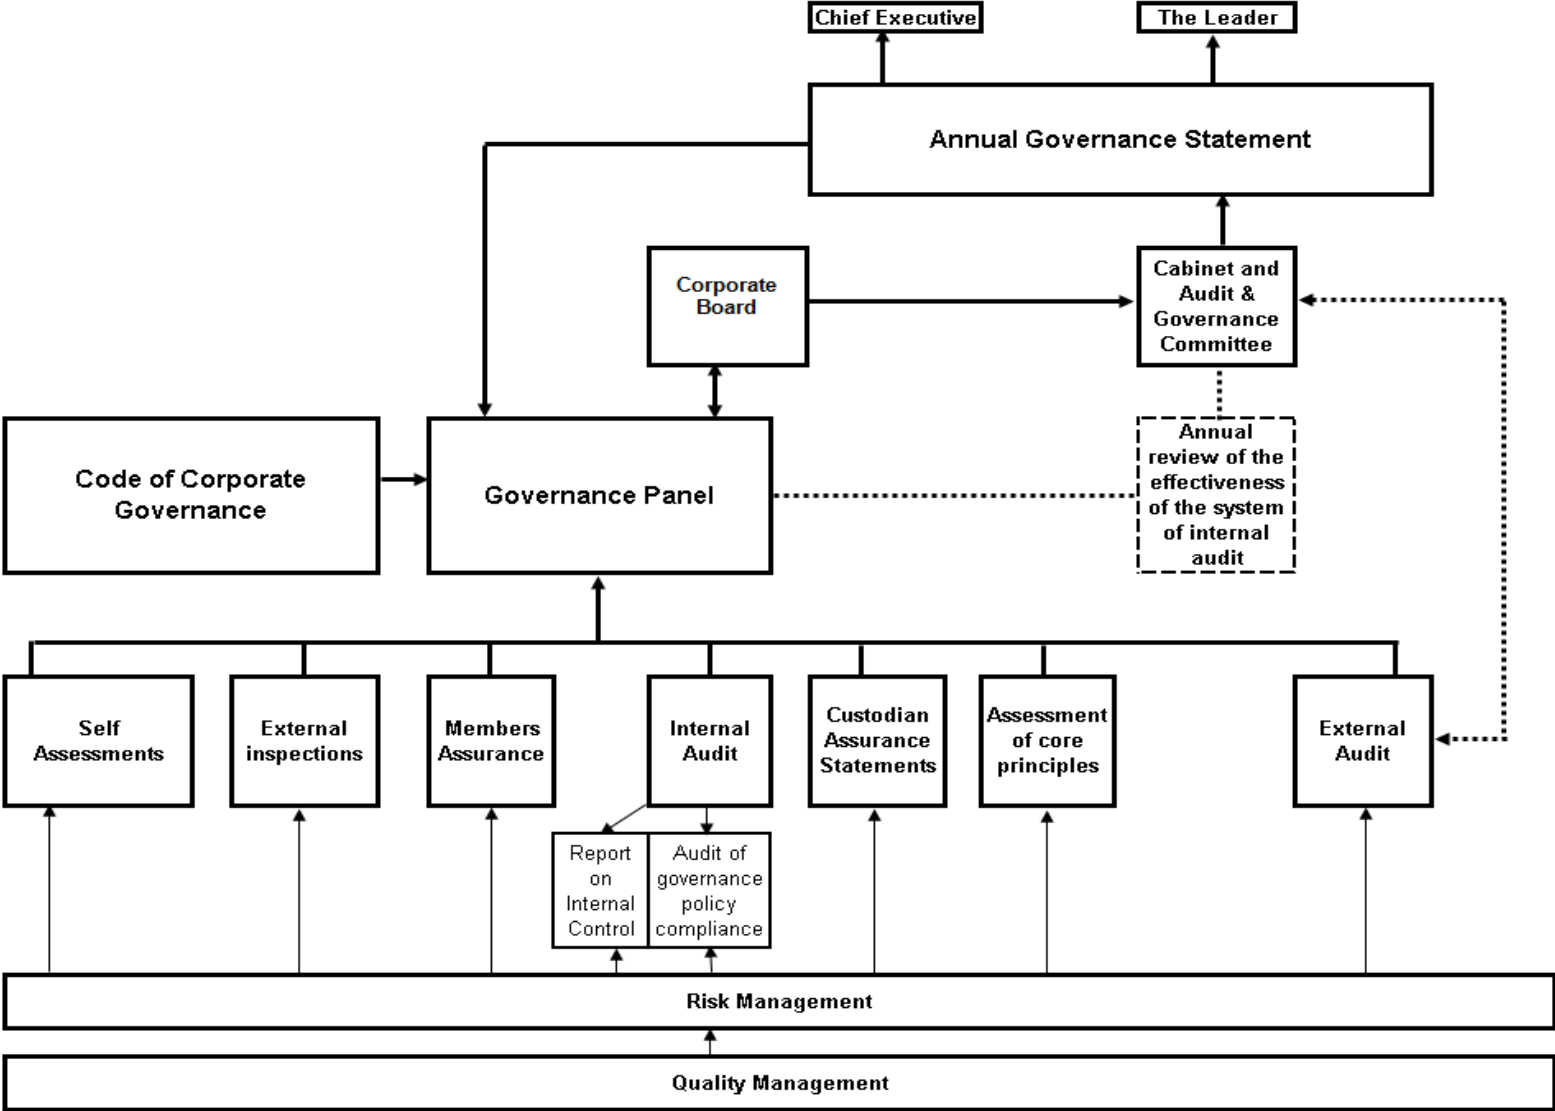 Chief Executive
The Leader
Annual Governance Statement
Corporate
Board
Cabinet and
Audit &
Governance
Committee
Code of Corporate
Governance
Governance Panel
Annual
review of the
effectiveness
of the system
of internal
audit
Self
Assessments
External
inspections
Members
Assurance
Internal
Audit
Custodian
Assurance
Statements
Assessment
of core
principles
External
Audit
Report
on
Internal
Control
Audit of
governance
policy
compliance
Risk Management
Quality Management